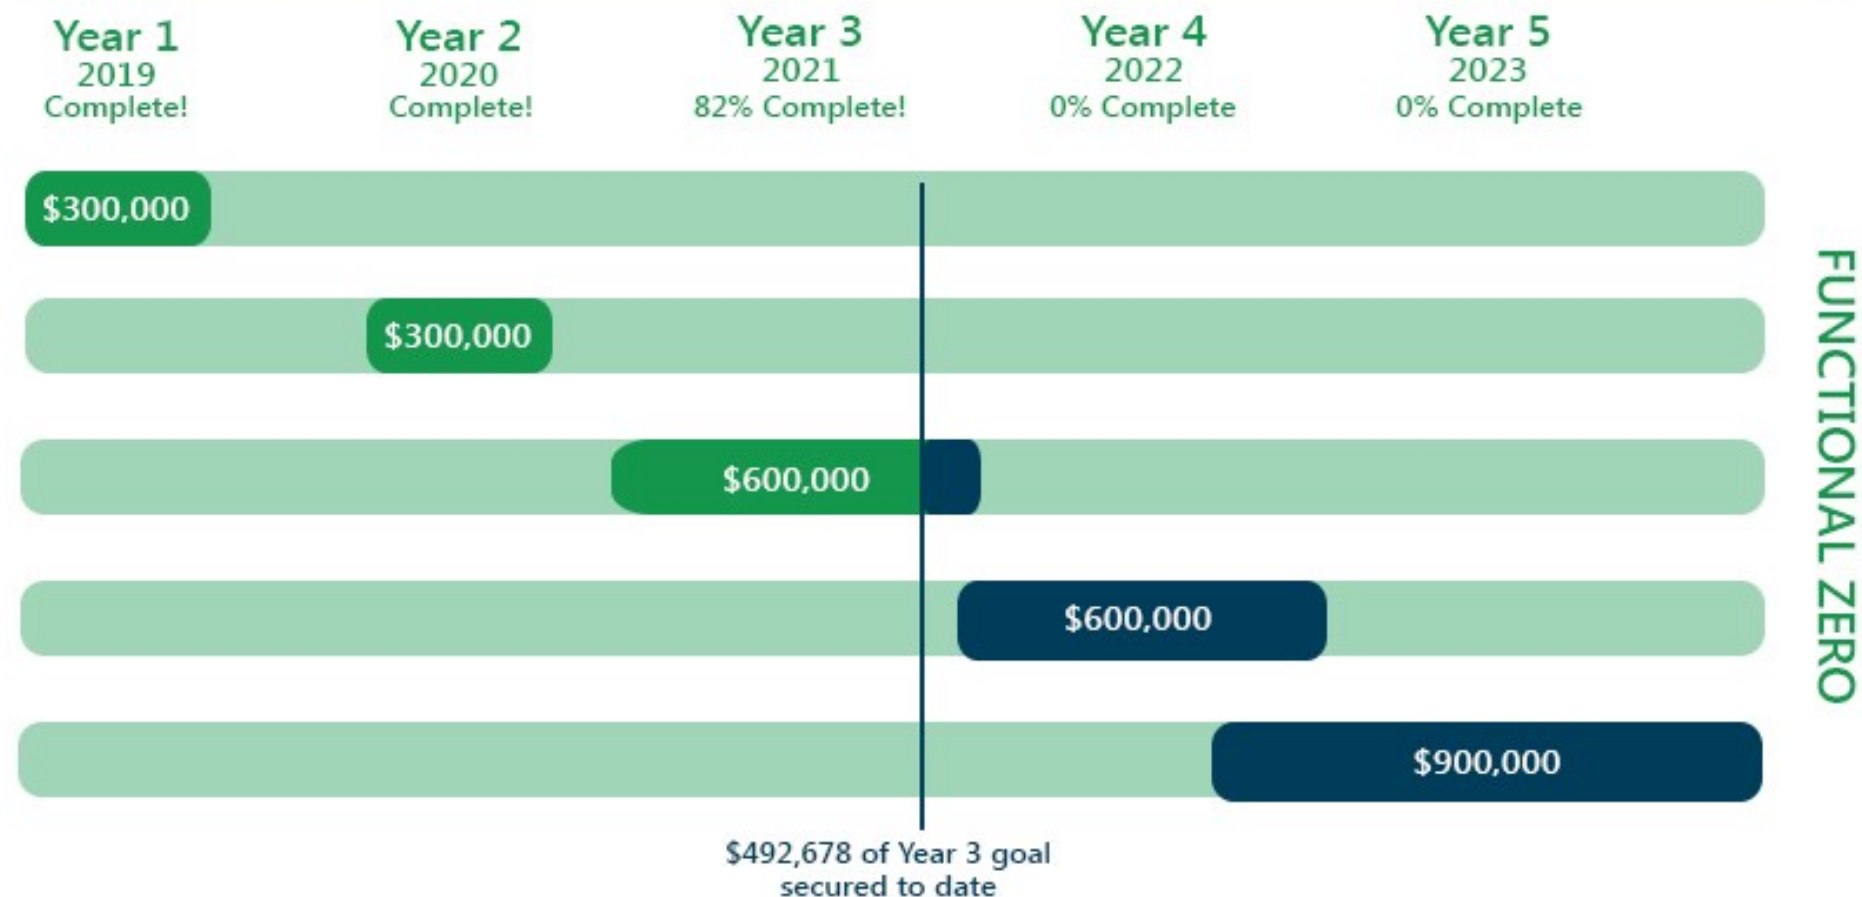 Year 1
2019
Complete!
Year 2
2020
Complete!
Year 3
2021
82% Complete!
Year 4
2022
0% Complete
Year 5
2023
0% Complete
$300,000
$300,000
$600,000
$600,000
$900,000
FUNCTIONAL ZERO
$492,678 of Year 3 goal
secured to date